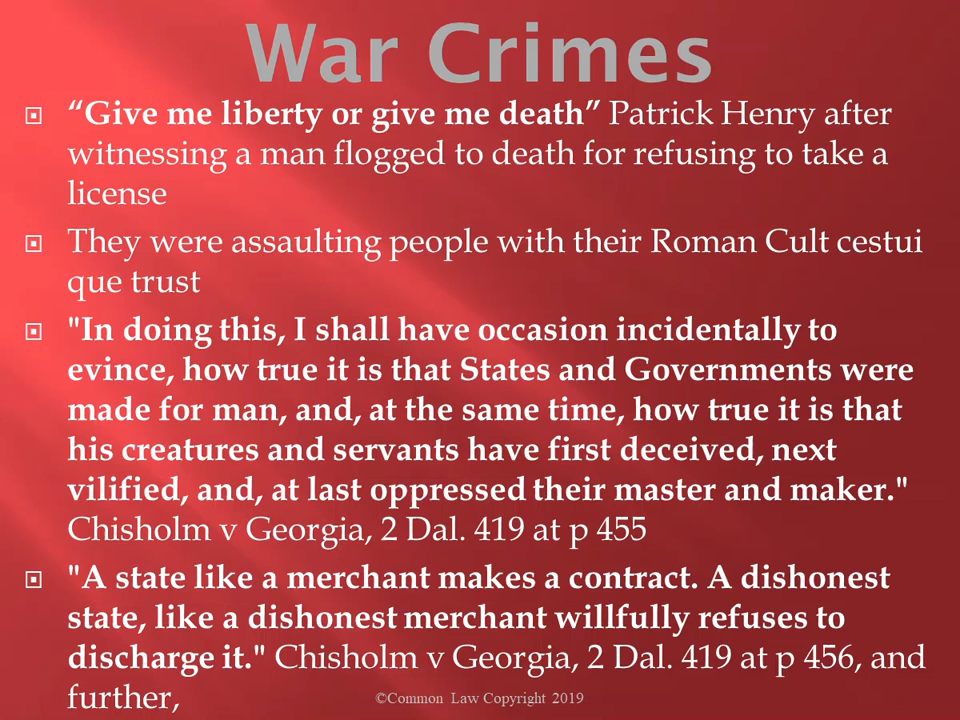 War Crimes
“Give me liberty or give me death” Patrick Henry after
witnessing a man flogged to death for refusing to take a
license
They were assaulting people with their Roman Cult cestui
que trust
"In doing this, I shall have occasion incidentally to
evince, how true it is that States and Governments were
made for man, and, at the same time, how true it is that
his creatures and servants have first deceived, next
vilified, and, at last oppressed their master and maker."
Chisholm v Georgia, 2 Dal. 419 at p 455
"A state like a merchant makes a contract. A dishonest
state, like a dishonest merchant willfully refuses to
discharge it." Chisholm v Georgia, 2 Dal. 419 at p 456, and
further,
©Common Law Copyright 2019